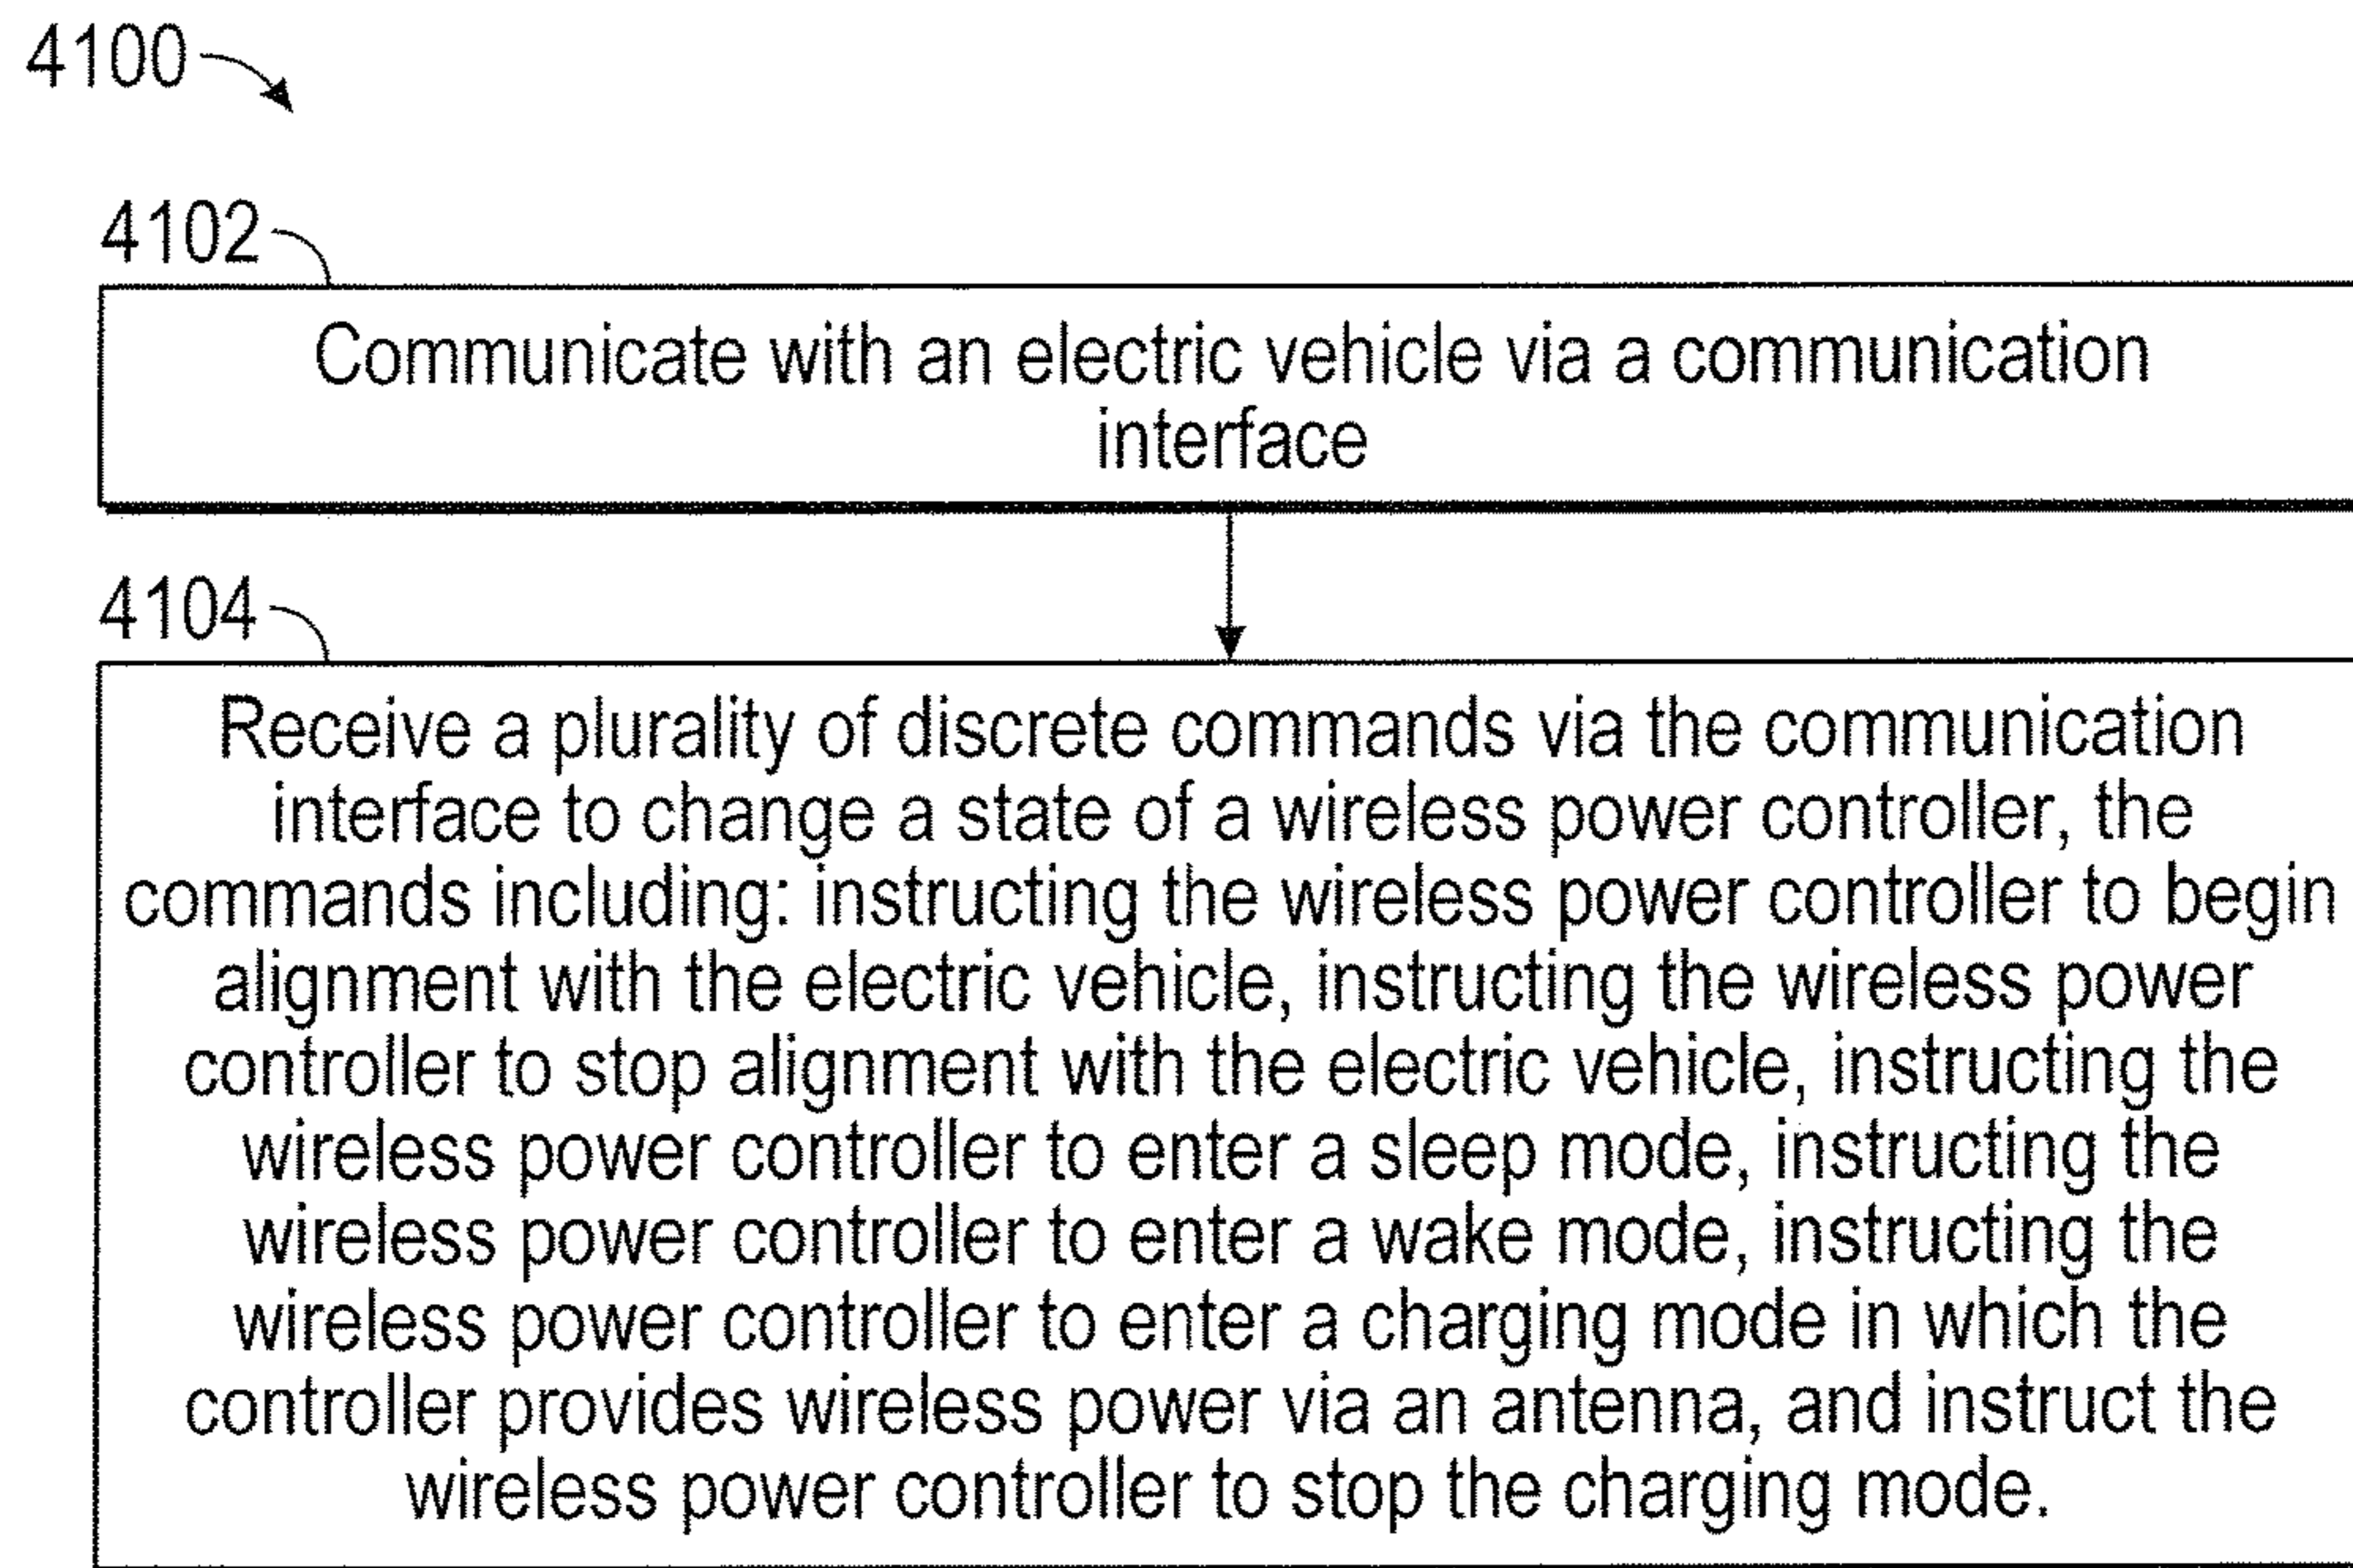 4100
4102
Communicate with an electric vehicle via a communication
interface
4104
Receive a plurality of discrete commands via the communication
interface to change a state of a wireless power controller, the
commands including: instructing the wireless power controller to begin
alignment with the electric vehicle, instructing the wireless power
controller to stop alignment with the electric vehicle, instructing the
wireless power controller to enter a sleep mode, instructing the
wireless power controller to enter a wake mode, instructing the
wireless power controller to enter a charging mode in which the
controller provides wireless power via an antenna, and instruct the
wireless power controller to stop the charging mode.